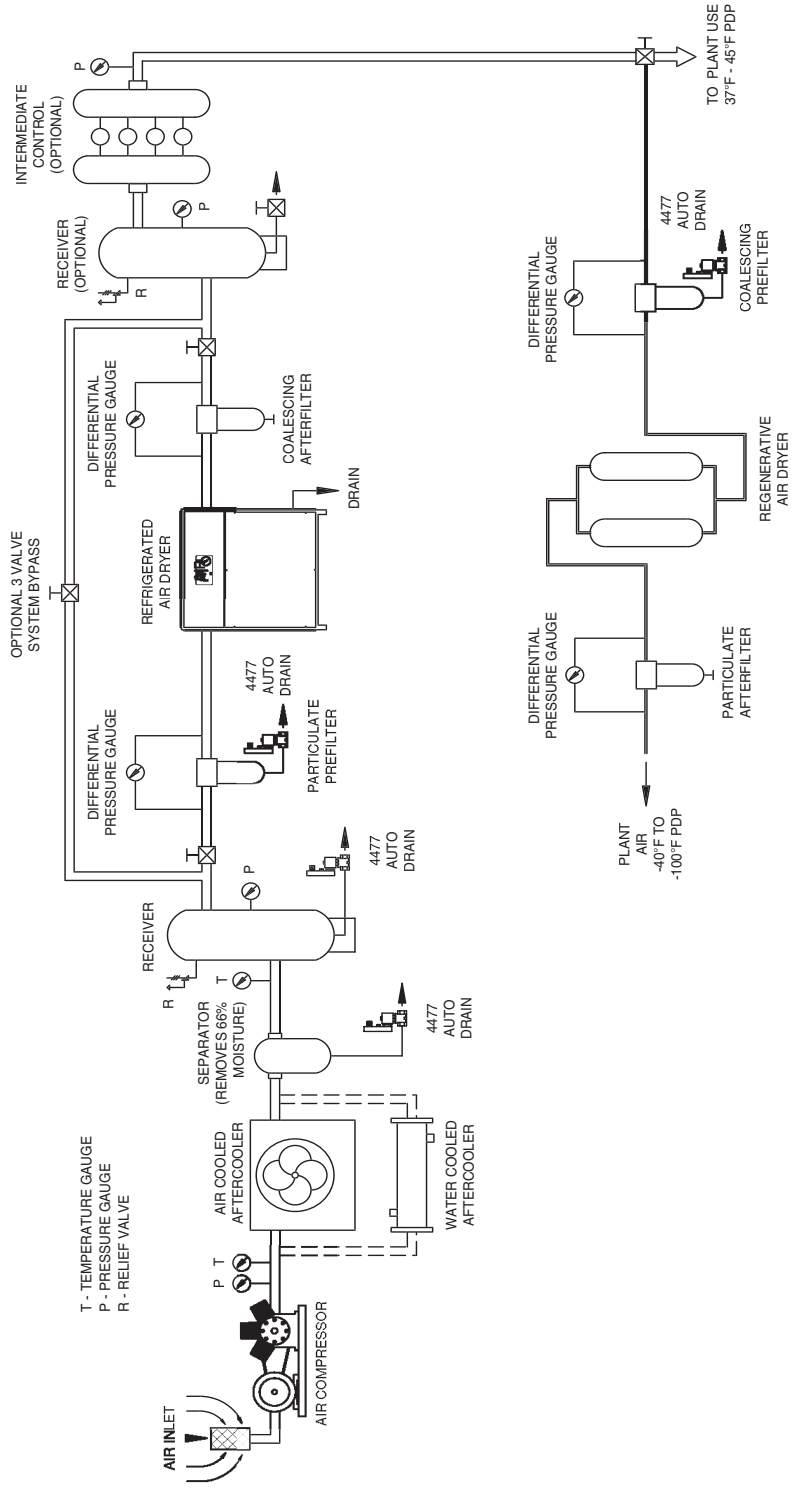 T - TEMPERATURE GAUGE
P - PRESSURE GAUGE
R - RELIEF VALVE
AIR INLET
AIR COMPRESSOR
P
T
AIR COOLED
AFTERCOOLER
WATER COOLED
AFTERCOOLER
SEPARATOR
(REMOVES 66%
MOISTURE)
4477
AUTO
DRAIN
T
R
RECEIVER
P
4477
AUTO
DRAIN
OPTIONAL 3 VALVE
SYSTEM BYPASS
DIFFERENTIAL
PRESSURE GAUGE
PARTICULATE
PREFILTER
4477
AUTO
DRAIN
REFRIGERATED
AIR DRYER
DRAIN
DIFFERENTIAL
PRESSURE GAUGE
COALESCING
AFTERFILTER
R
RECEIVER
(OPTIONAL)
P
INTERMEDIATE
CONTROL
(OPTIONAL)
P
TO PLANT USE
37°F - 45°F PDP
DIFFERENTIAL
PRESSURE GAUGE
4477
AUTO
DRAIN
COALESCING
PREFILTER
REGENERATIVE
AIR DRYER
DIFFERENTIAL
PRESSURE GAUGE
PARTICULATE
AFTERFILTER
PLANT
AIR
-40°F TO
-100°F PDP